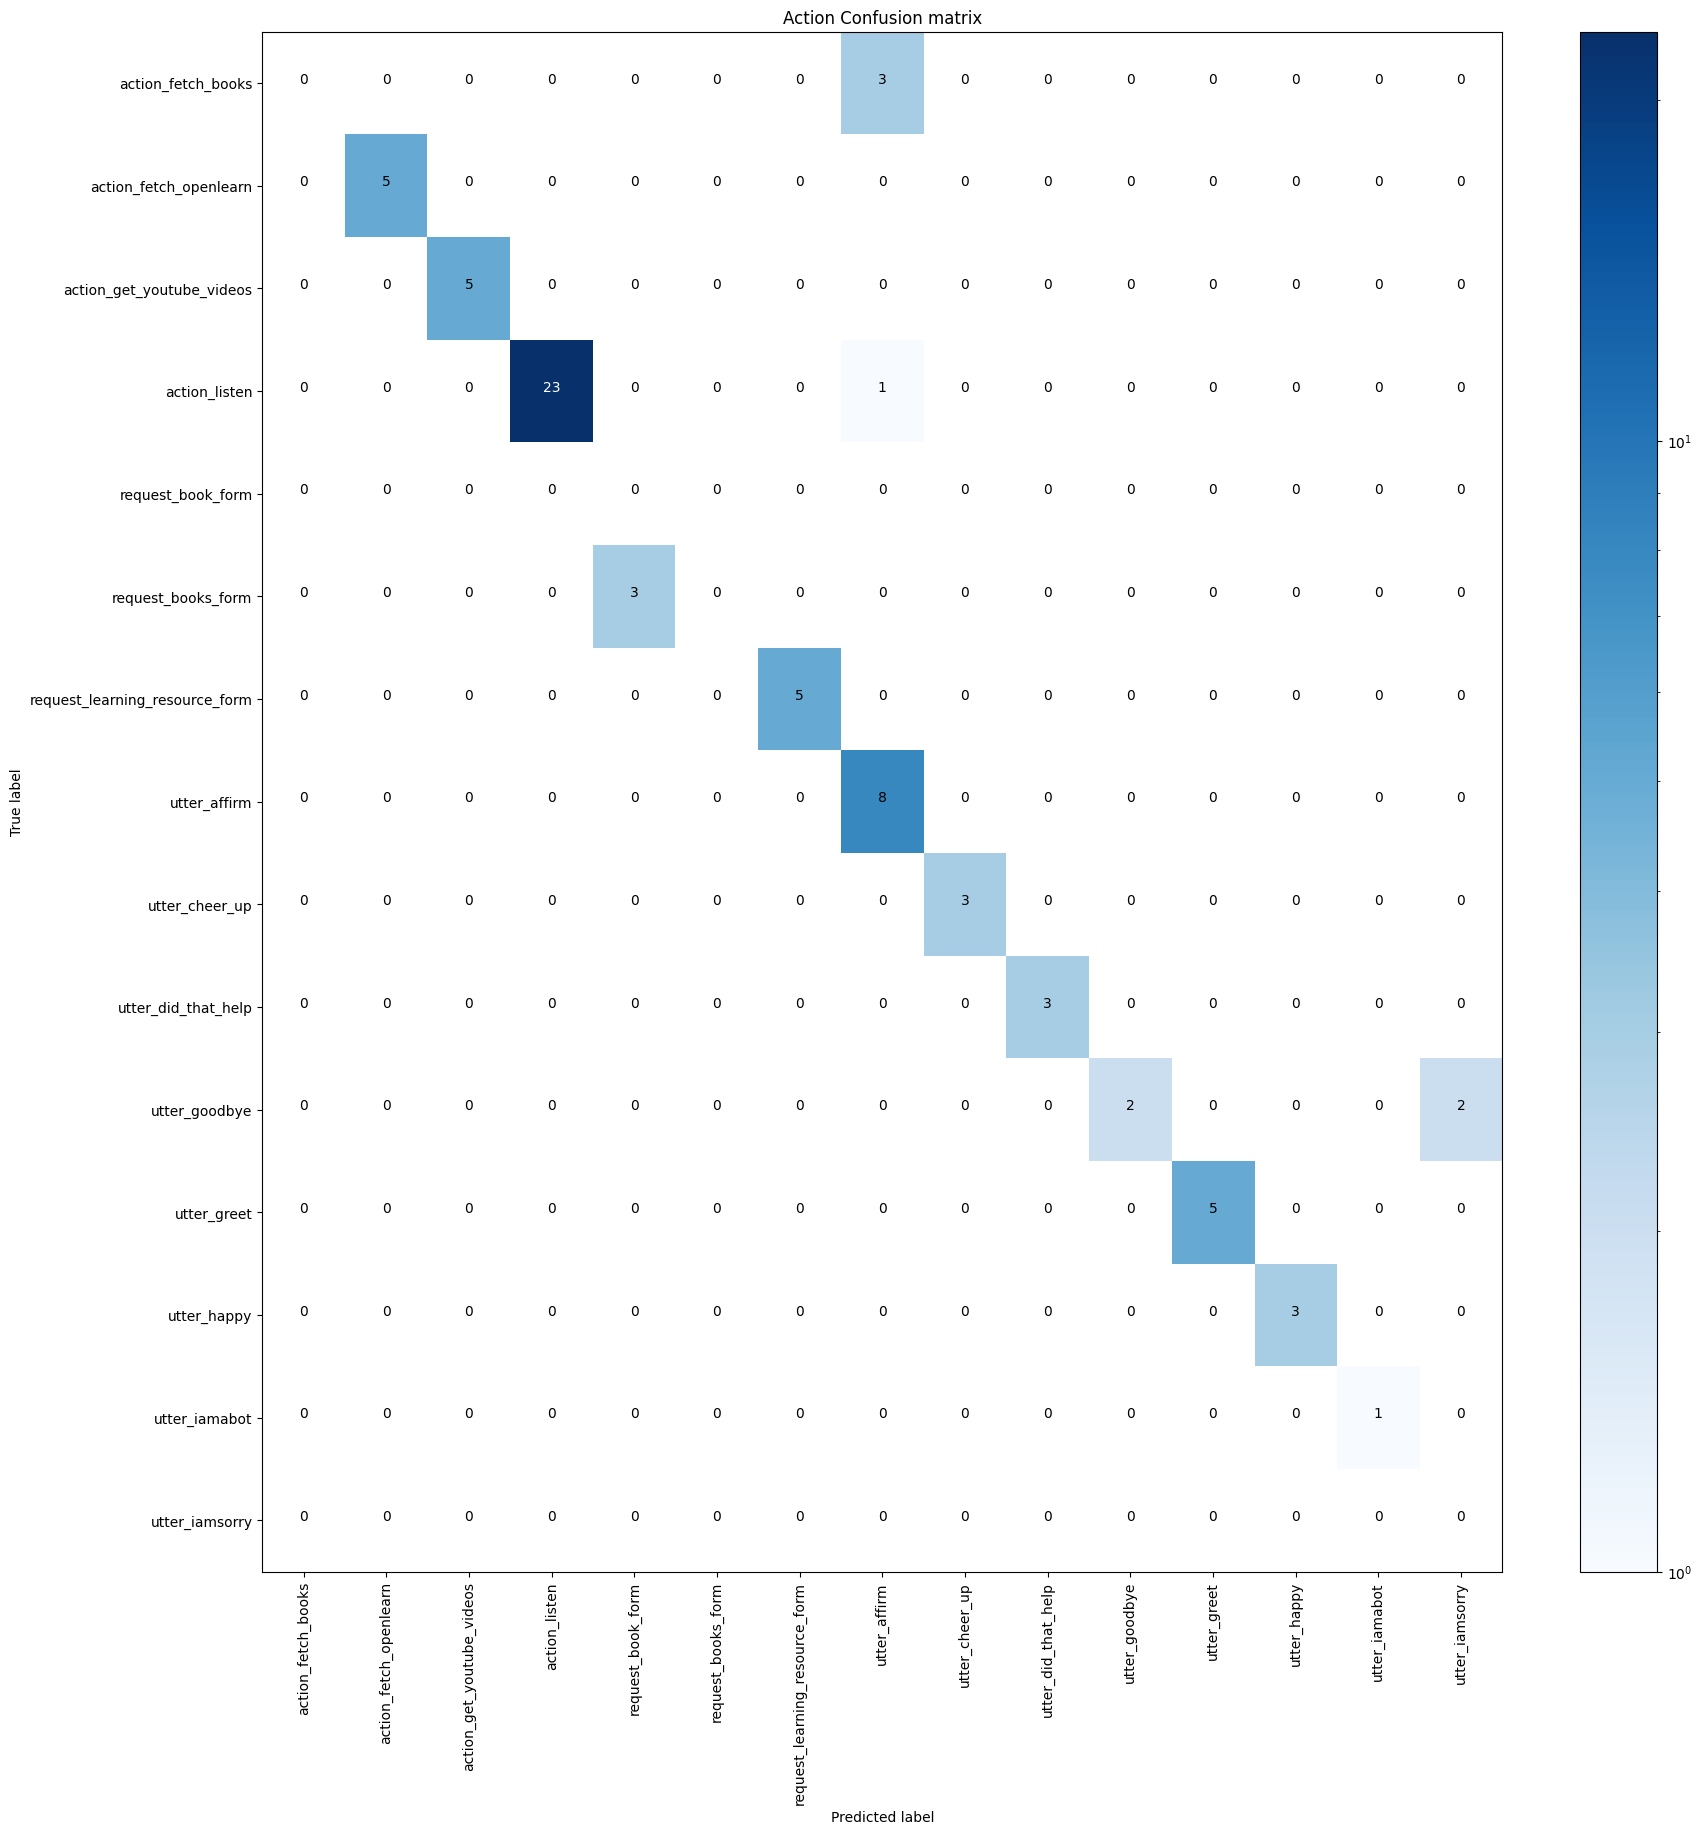 Action Confusion matrix
True label
action_fetch_books 0 0 0 0 0 0 0 3 0 0 0 0 0 0 0
action_fetch_openlearn 0 5 0 0 0 0 0 0 0 0 0 0 0 0 0
action_get_youtube_videos 0 0 5 0 0 0 0 0 0 0 0 0 0 0 0
action_listen 0 0 0 23 0 0 0 1 0 0 0 0 0 0 0
request_book_form 0 0 0 0 0 0 0 0 0 0 0 0 0 0 0
request_books_form 0 0 0 0 3 0 0 0 0 0 0 0 0 0 0
request_learning_resource_form 0 0 0 0 0 0 5 0 0 0 0 0 0 0 0
utter_affirm 0 0 0 0 0 0 0 8 0 0 0 0 0 0 0
utter_cheer_up 0 0 0 0 0 0 0 0 3 0 0 0 0 0 0
utter_did_that_help 0 0 0 0 0 0 0 0 0 3 0 0 0 0 0
utter_goodbye 0 0 0 0 0 0 0 0 0 0 2 0 0 0 2
utter_greet 0 0 0 0 0 0 0 0 0 0 0 5 0 0 0
utter_happy 0 0 0 0 0 0 0 0 0 0 0 0 3 0 0
utter_iamabot 0 0 0 0 0 0 0 0 0 0 0 0 0 1 0
utter_iamsorry 0 0 0 0 0 0 0 0 0 0 0 0 0 0 0
action_fetch_books
action_fetch_openlearn
action_get_youtube_videos
action_listen
request_book_form
request_books_form
request_learning_resource_form
utter_affirm
utter_cheer_up
utter_did_that_help
utter_goodbye
utter_greet
utter_happy
utter_iamabot
utter_iamsorry
Predicted label
10¹
10⁰